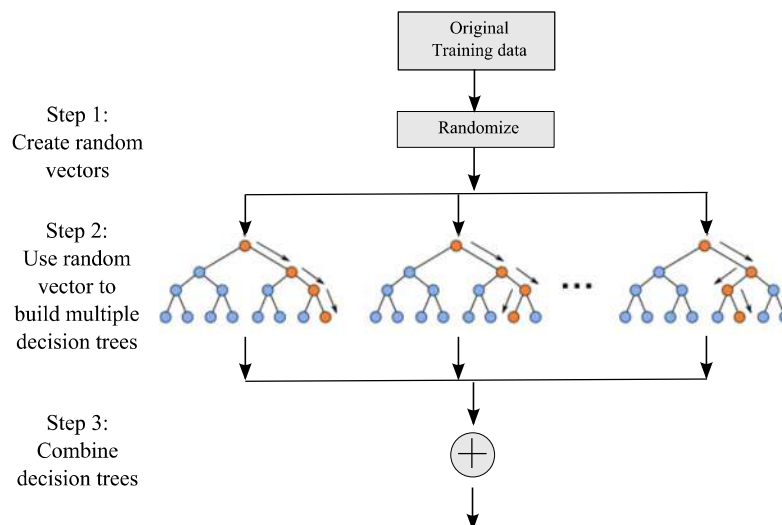 Original
Training data
Step 1:
Create random
vectors
Randomize
Step 2:
Use random
vector to
build multiple
decision trees
Step 3:
Combine
decision trees